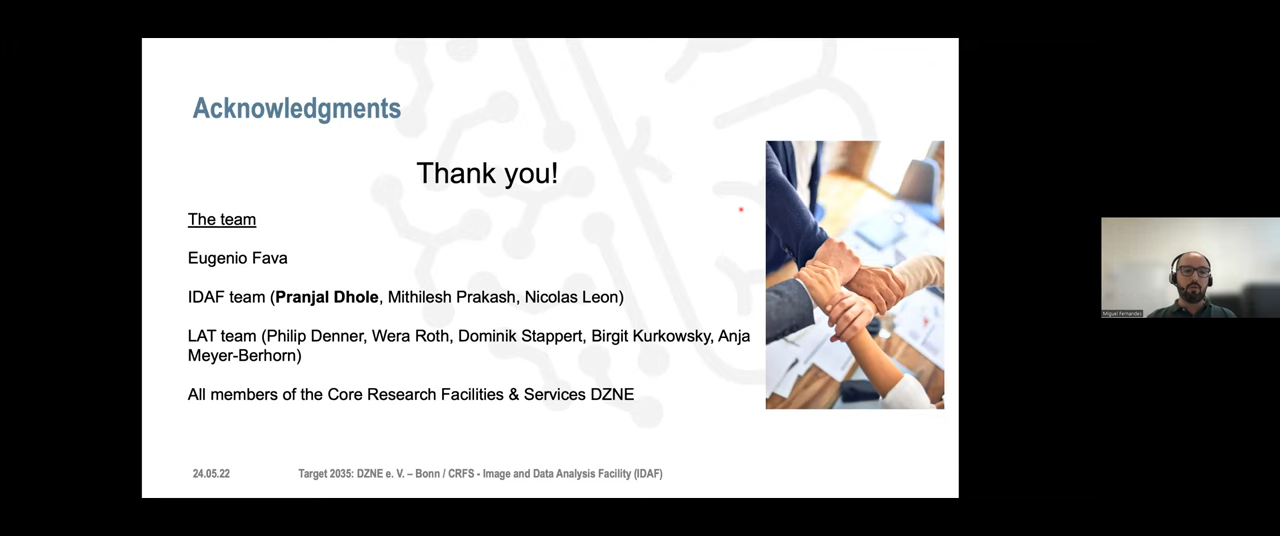 Acknowledgments
Thank you!
The team
Eugenio Fava
IDAF team (Pranjal Dhole, Mithilesh Prakash, Nicolas Leon)
LAT team (Philip Denner, Wera Roth, Dominik Stappert, Birgit Kurkowsky, Anja
Meyer-Berhorn)
All members of the Core Research Facilities & Services DZNE
24.05.22 Target 2035: DZNE e. V. – Bonn / CRFS - Image and Data Analysis Facility (IDAF)
Miguel Fernandes